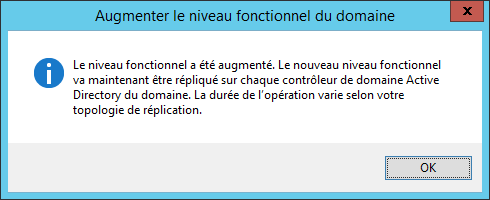 Augmenter le niveau fonctionnel du domaine
x
Le niveau fonctionnel a été augmenté. Le nouveau niveau fonctionnel
va maintenant être répliqué sur chaque contrôleur de domaine Active
Directory du domaine. La durée de l'opération varie selon votre
topologie de réplication.
OK